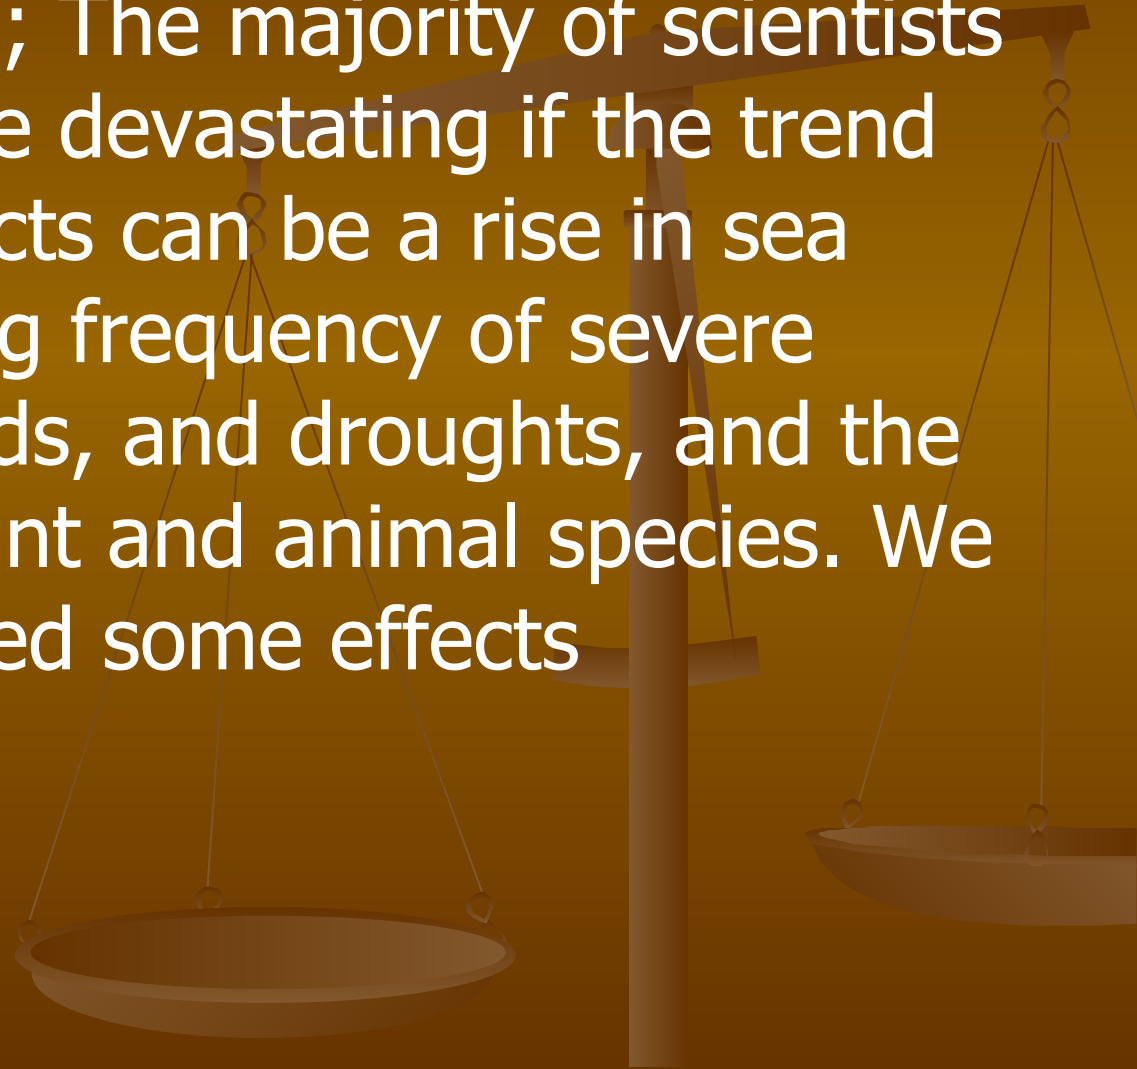 ; The majority of scientists
e devastating if the trend
cts can be a rise in sea
g frequency of severe
ds, and droughts, and the
nt and animal species. We
ed some effects